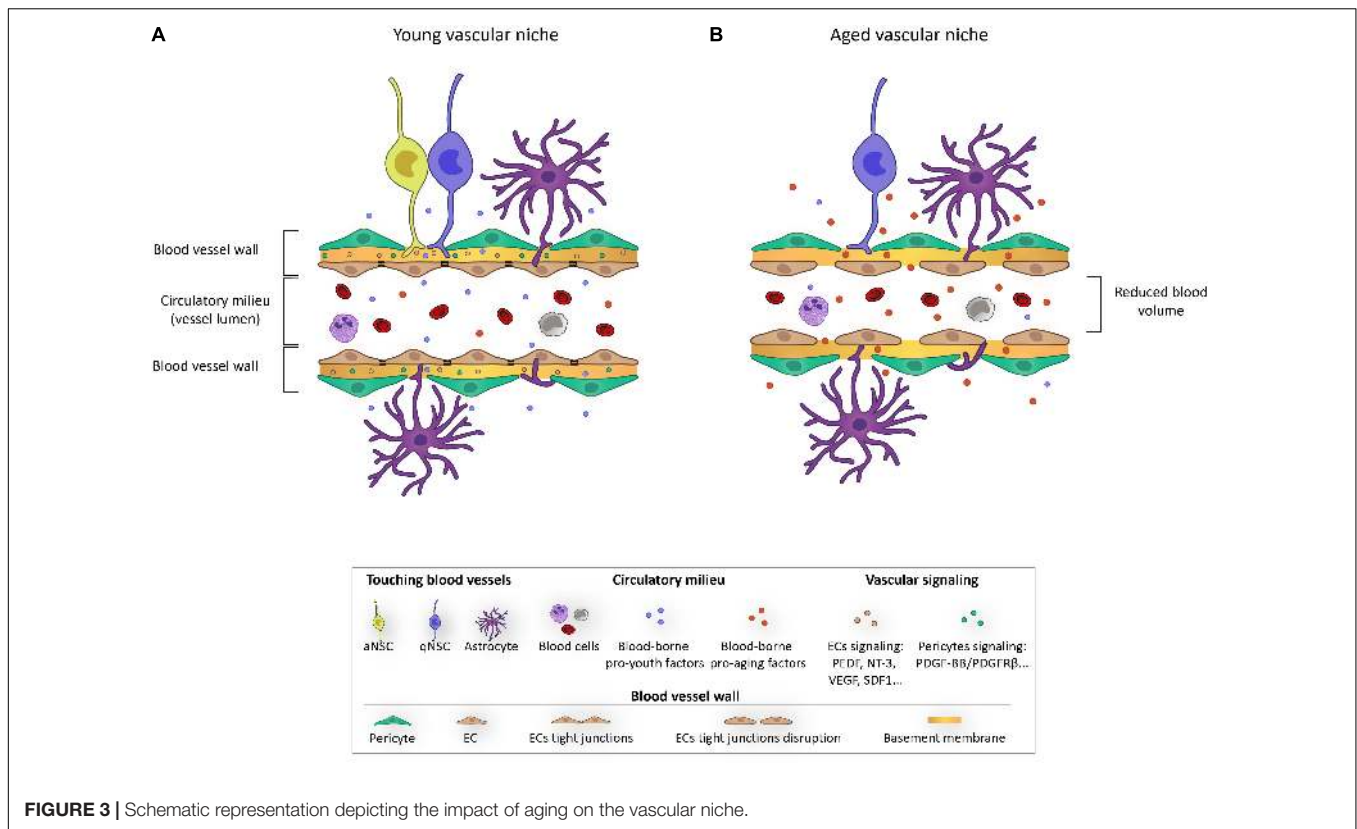 A
Young vascular niche
B
Aged vascular niche
Blood vessel wall
Circulatory milieu
(vessel lumen)
Blood vessel wall
Reduced blood
volume
Touching blood vessels
Circulatory milieu
Vascular signaling
aNSC
qNSC
Astrocyte
Blood cells
Blood-borne
pro-youth factors
Blood-borne
pro-aging factors
ECs signaling:
PEDF, NT-3,
VEGF, SDF1...
Pericytes signaling:
PDGF-BB/PDGFRβ...
Blood vessel wall
Pericyte
EC
ECs tight junctions
ECs tight junctions disruption
Basement membrane
FIGURE 3 | Schematic representation depicting the impact of aging on the vascular niche.